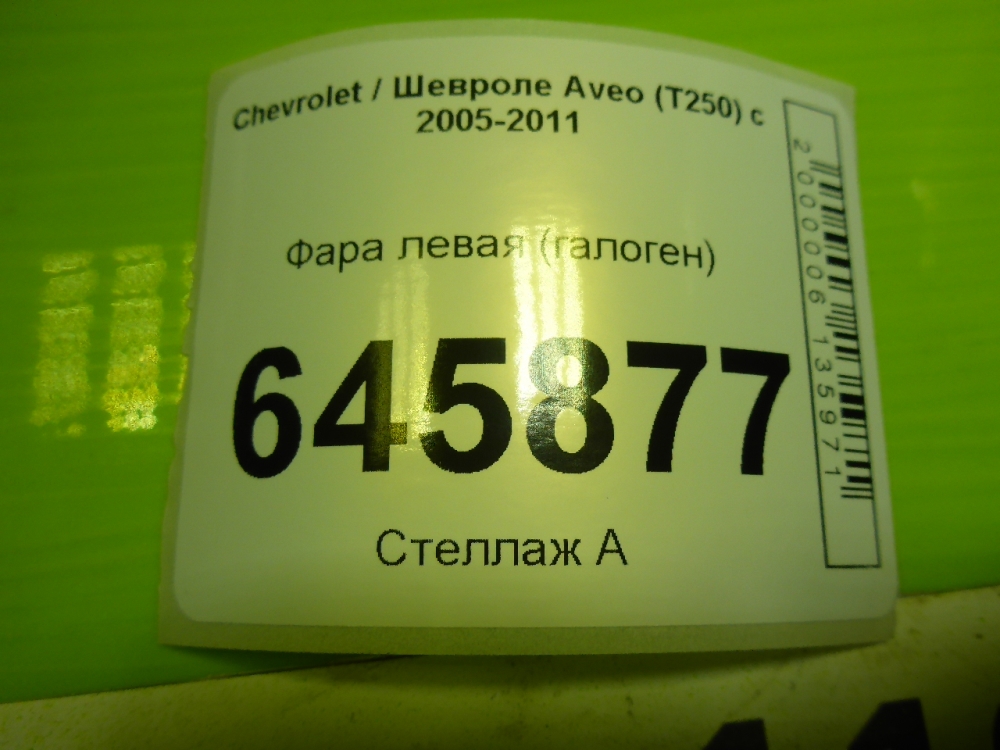 Chevrolet / Шевроле Aveo (T250) с
2005-2011
Фара левая (галоген)
645877
Стеллаж А
2000006135971